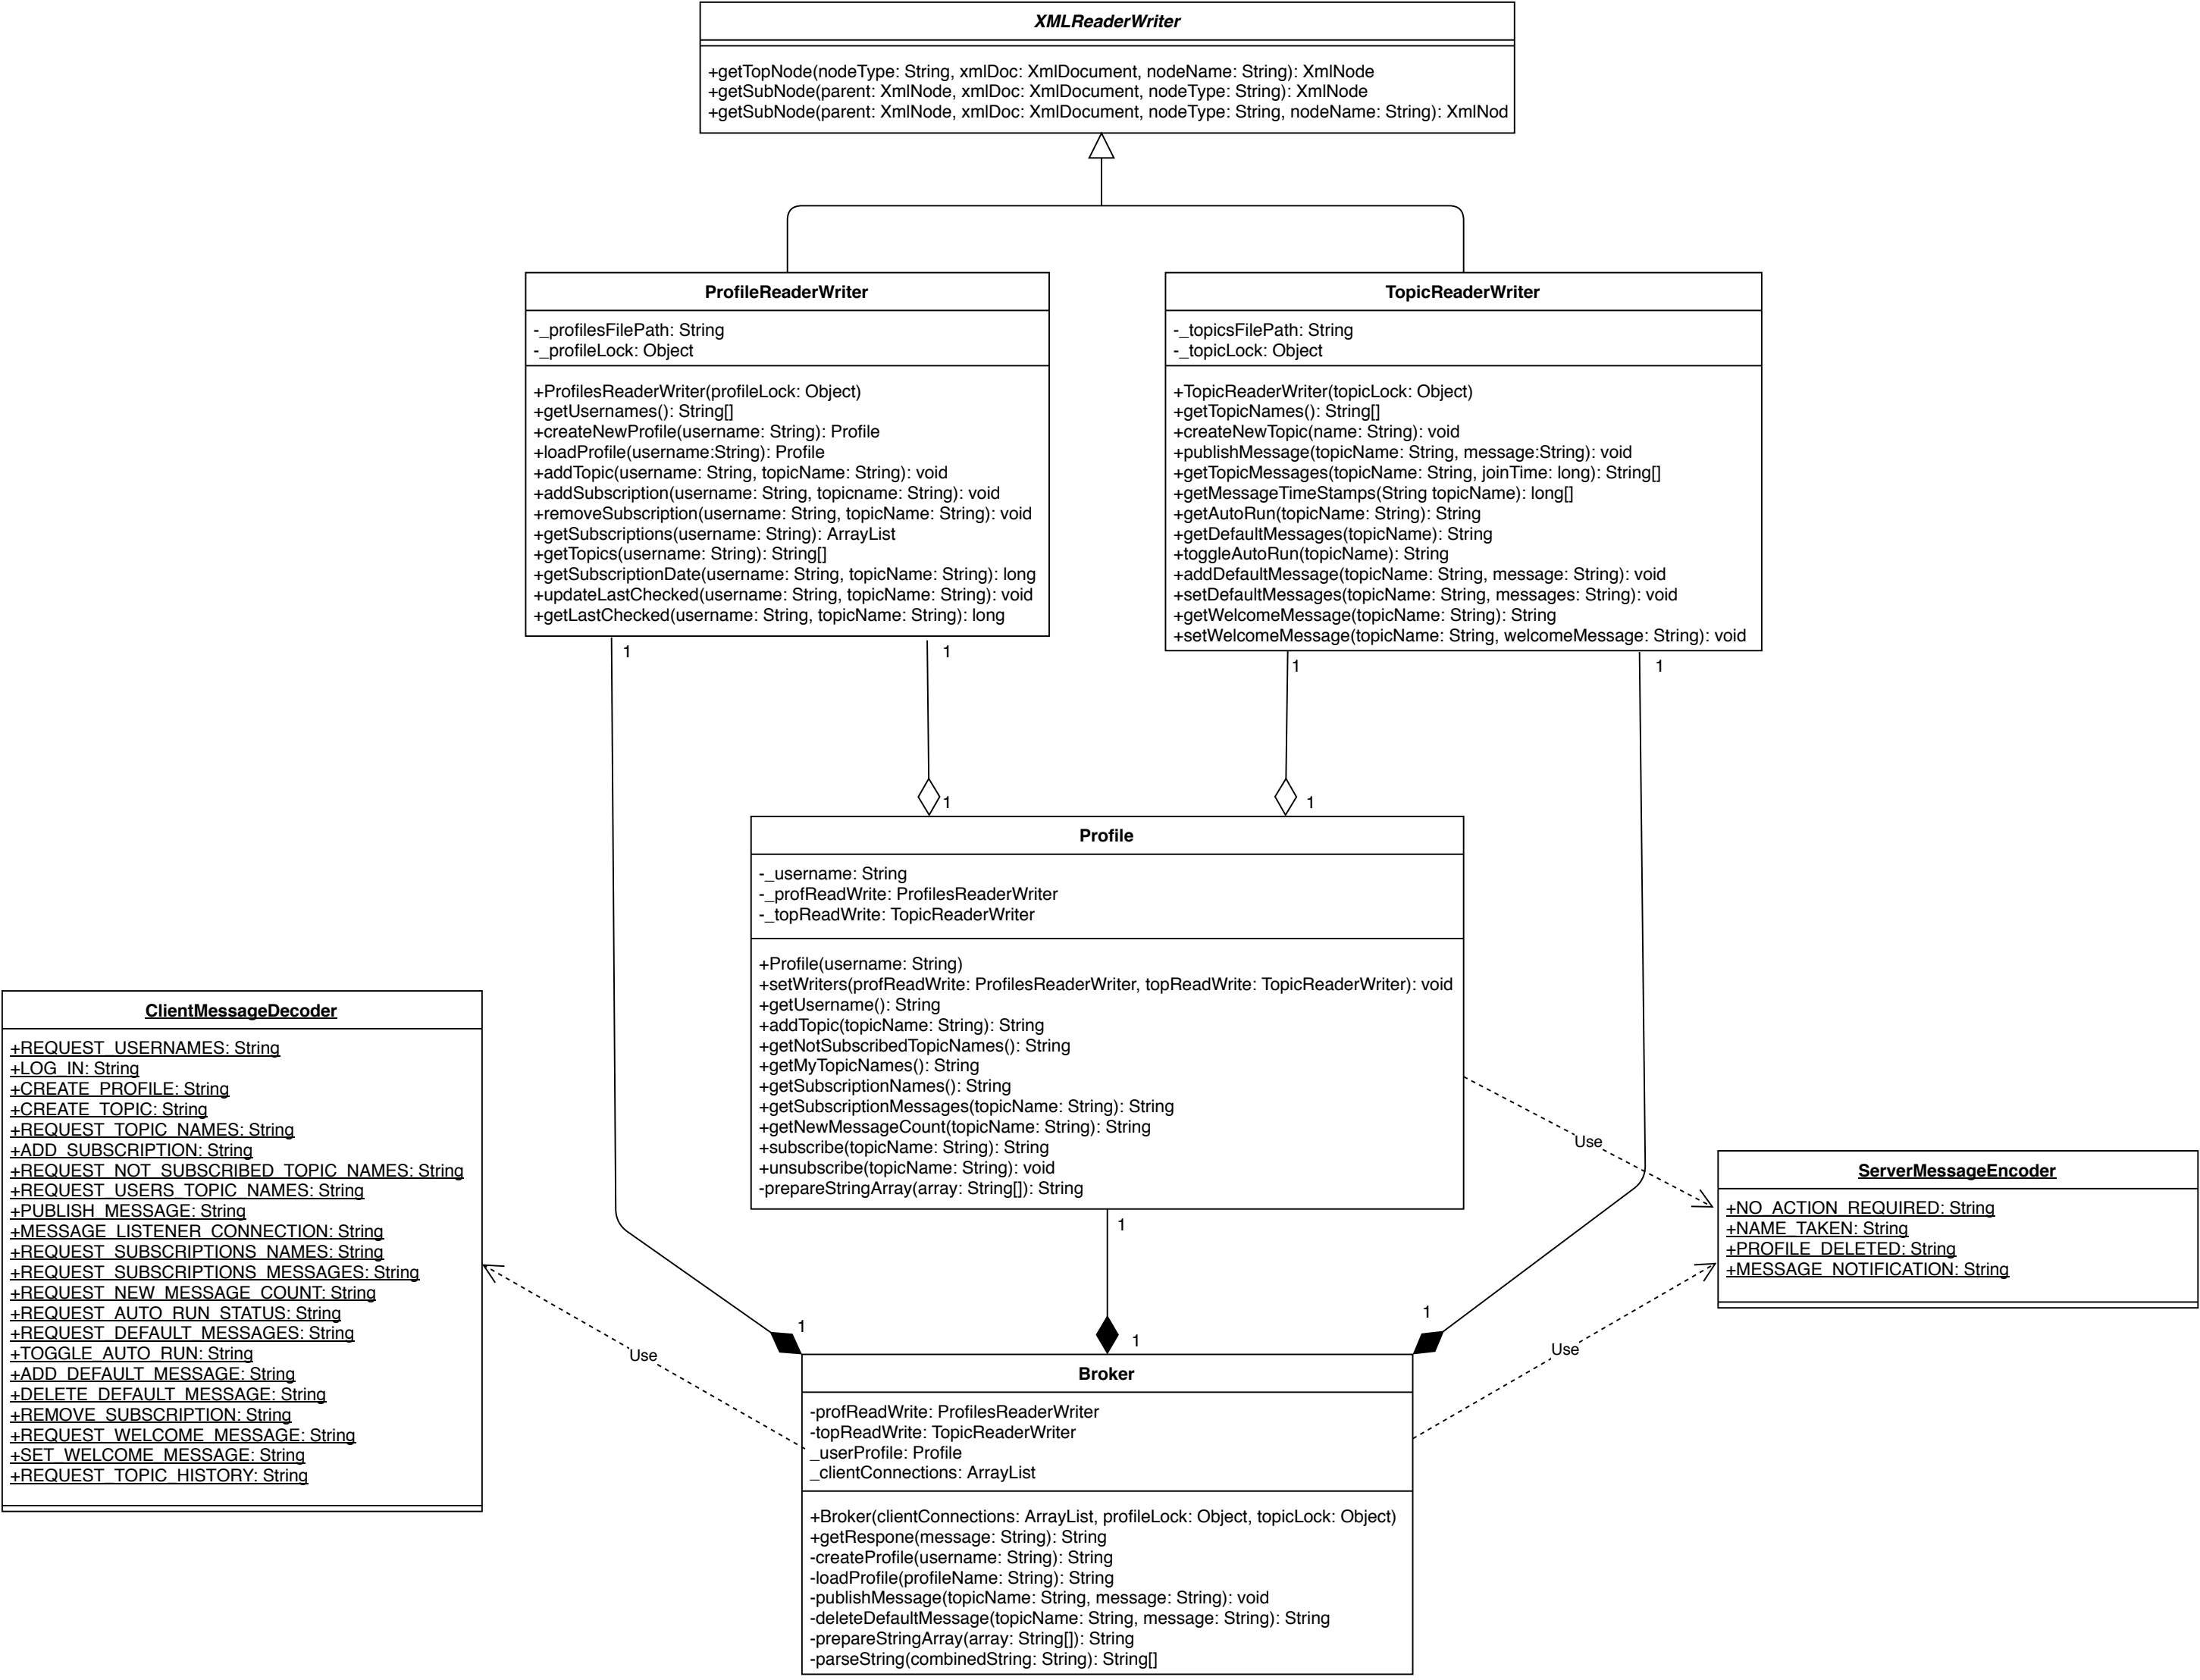 XMLReaderWriter
+getTopNode(nodeType: String, xmlDoc: XmlDocument, nodeName: String): XmlNode
+getSubNode(parent: XmlNode, xmlDoc: XmlDocument, nodeType: String): XmlNode
+getSubNode(parent: XmlNode, xmlDoc: XmlDocument, nodeType: String, nodeName: String): XmlNod
ProfileReaderWriter
-_profilesFilePath: String
-_profileLock: Object
+ProfilesReaderWriter(profileLock: Object)
+getUsernames(): String[]
+createNewProfile(username: String): Profile
+loadProfile(username:String): Profile
+addTopic(username: String, topicName: String): void
+addSubscription(username: String, topicname: String): void
+removeSubscription(username: String, topicName: String): void
+getSubscriptions(username: String): ArrayList
+getTopics(username: String): String[]
+getSubscriptionDate(username: String, topicName: String): long
+updateLastChecked(username: String, topicName: String): void
+getLastChecked(username: String, topicName: String): long
TopicReaderWriter
-_topicsFilePath: String
-_topicLock: Object
+TopicReaderWriter(topicLock: Object)
+getTopicNames(): String[]
+createNewTopic(name: String): void
+publishMessage(topicName: String, message:String): void
+getTopicMessages(topicName: String, joinTime: long): String[]
+getMessageTimeStamps(String topicName): long[]
+getAutoRun(topicName: String): String
+getDefaultMessages(topicName): String
+toggleAutoRun(topicName): String
+addDefaultMessage(topicName: String, message: String): void
+setDefaultMessages(topicName: String, messages: String): void
+getWelcomeMessage(topicName: String): String
+setWelcomeMessage(topicName: String, welcomeMessage: String): void
1
1
1
1
1
1
Profile
-_username: String
-_profReadWrite: ProfilesReaderWriter
-_topReadWrite: TopicReaderWriter
+Profile(username: String)
+setWriters(profReadWrite: ProfilesReaderWriter, topReadWrite: TopicReaderWriter): void
+getUsername(): String
+addTopic(topicName: String): String
+getNotSubscribedTopicNames(): String
+getMyTopicNames(): String
+getSubscriptionNames(): String
+getSubscriptionMessages(topicName: String): String
+getNewMessageCount(topicName: String): String
+subscribe(topicName: String): String
+unsubscribe(topicName: String): void
-prepareStringArray(array: String[]): String
ClientMessageDecoder
+REQUEST_USERNAMES: String
+LOG_IN: String
+CREATE_PROFILE: String
+CREATE_TOPIC: String
+REQUEST_TOPIC_NAMES: String
+ADD_SUBSCRIPTION: String
+REQUEST_NOT_SUBSCRIBED_TOPIC_NAMES: String
+REQUEST_USERS_TOPIC_NAMES: String
+PUBLISH_MESSAGE: String
+MESSAGE_LISTENER_CONNECTION: String
+REQUEST_SUBSCRIPTIONS_NAMES: String
+REQUEST_SUBSCRIPTIONS_MESSAGES: String
+REQUEST_NEW_MESSAGE_COUNT: String
+REQUEST_AUTO_RUN_STATUS: String
+REQUEST_DEFAULT_MESSAGES: String
+TOGGLE_AUTO_RUN: String
+ADD_DEFAULT_MESSAGE: String
+DELETE_DEFAULT_MESSAGE: String
+REMOVE_SUBSCRIPTION: String
+REQUEST_WELCOME_MESSAGE: String
+SET_WELCOME_MESSAGE: String
+REQUEST_TOPIC_HISTORY: String
Use
ServerMessageEncoder
+NO_ACTION_REQUIRED: String
+NAME_TAKEN: String
+PROFILE_DELETED: String
+MESSAGE_NOTIFICATION: String
1
1
1
1
Use
Use
Broker
-profReadWrite: ProfilesReaderWriter
-topReadWrite: TopicReaderWriter
_userProfile: Profile
_clientConnections: ArrayList
+Broker(clientConnections: ArrayList, profileLock: Object, topicLock: Object)
+getRespone(message: String): String
-createProfile(username: String): String
-loadProfile(profileName: String): String
-publishMessage(topicName: String, message: String): void
-deleteDefaultMessage(topicName: String, message: String): String
-prepareStringArray(array: String[]): String
-parseString(combinedString: String): String[]